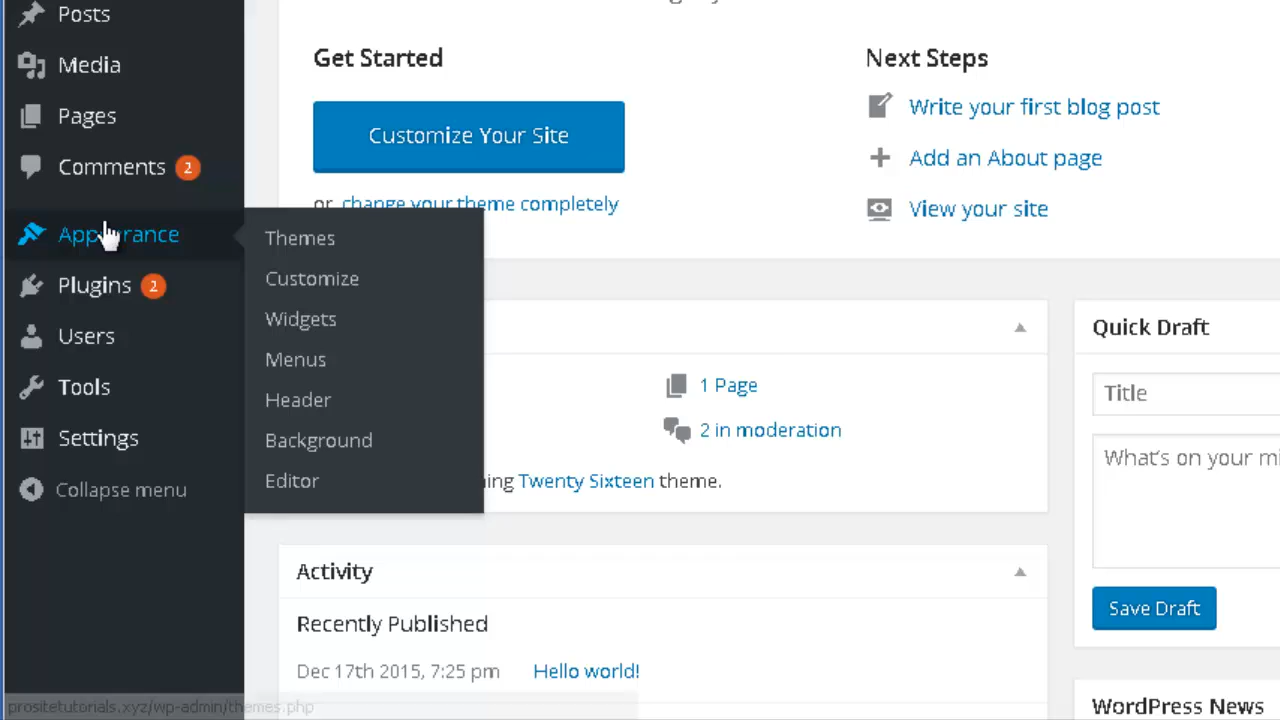 Posts
Media
Pages
Comments 2
Appearance
Plugins 2
Users
Tools
Settings
Collapse menu
Themes
Customize
Widgets
Menus
Header
Background
Editor
Get Started
Customize Your Site
or change your theme completely
Next Steps
Write your first blog post
Add an About page
View your site
1 Page
2 in moderation
Twenty Sixteen theme.
Activity
Recently Published
Dec 17th 2015, 7:25 pm Hello world!
Quick Draft
Title
What's on your
Save Draft
WordPress News
prositetutorials.xyz/wp-admin/themes.php